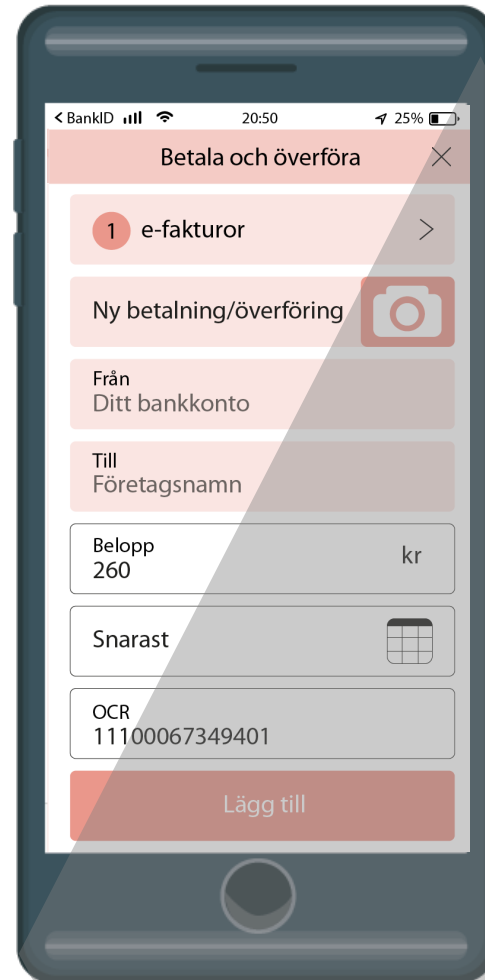 BankID 20:50 25%
Betala och överföra
1 e-fakturor
Ny betalning/överföring
Från
Ditt bankkonto
Till
Företagsnamn
Belopp
260 kr
Snarast
OCR
11100067349401
Lägg till